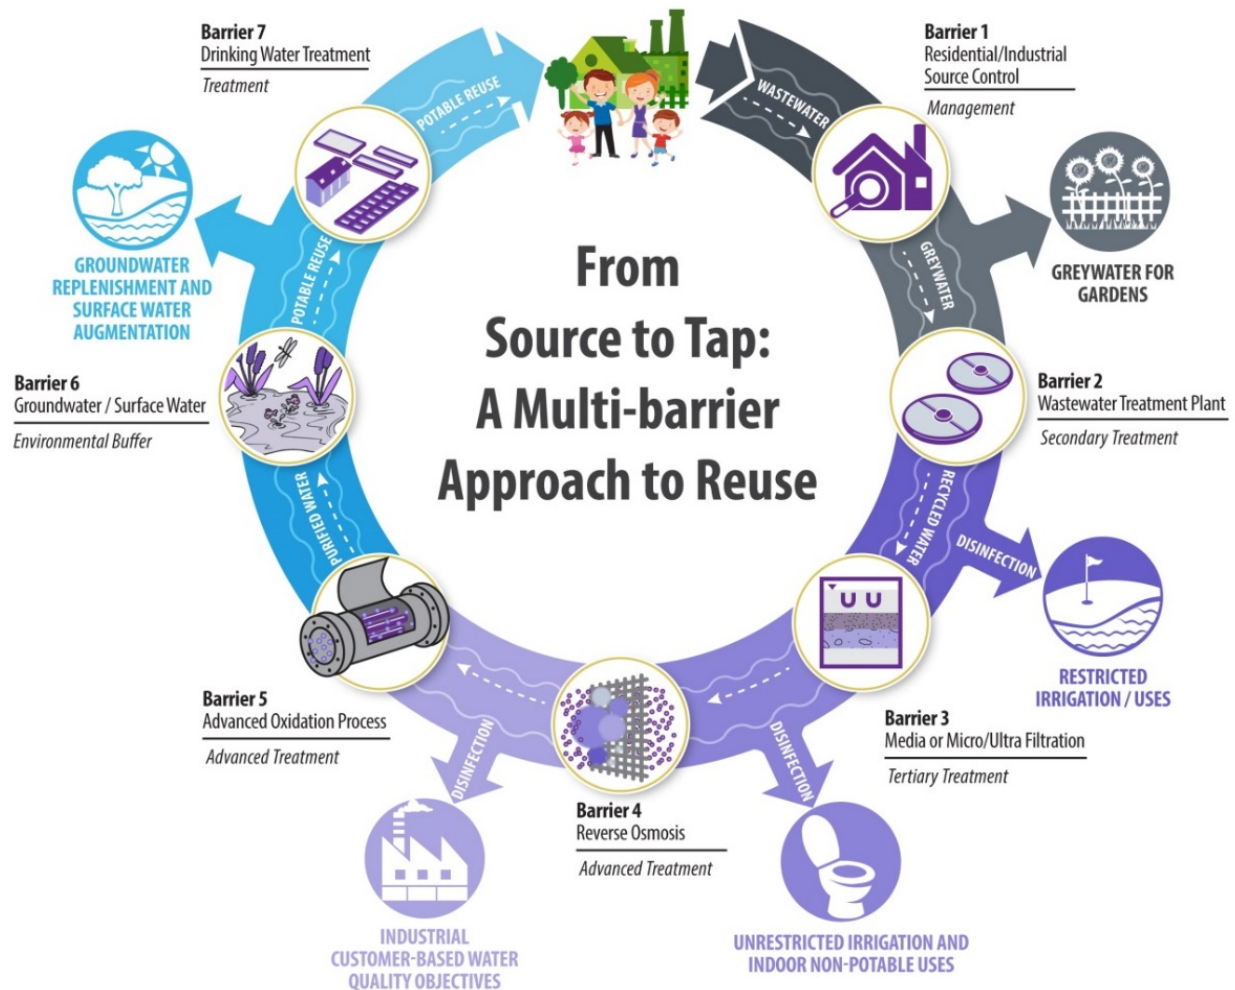 From
Source to Tap:
A Multi-barrier
Approach to Reuse
WASTEWATER
Barrier 1
Residential/Industrial
Source Control
Management
GREYWATER
GREYWATER FOR
GARDENS
Barrier 2
Wastewater Treatment Plant
Secondary Treatment
RECYCLED WATER
DISINFECTION
RESTRICTED
IRRIGATION / USES
Barrier 3
Media or Micro/Ultra Filtration
Tertiary Treatment
DISINFECTION
UNRESTRICTED IRRIGATION AND
INDOOR NON-POTABLE USES
Barrier 4
Reverse Osmosis
Advanced Treatment
DISINFECTION
INDUSTRIAL
CUSTOMER-BASED WATER
QUALITY OBJECTIVES
Barrier 5
Advanced Oxidation Process
Advanced Treatment
PURIFIED WATER
Barrier 6
Groundwater / Surface Water
Environmental Buffer
POTABLE REUSE
GROUNDWATER
REPLENISHMENT AND
SURFACE WATER
AUGMENTATION
Barrier 7
Drinking Water Treatment
Treatment
POTABLE REUSE